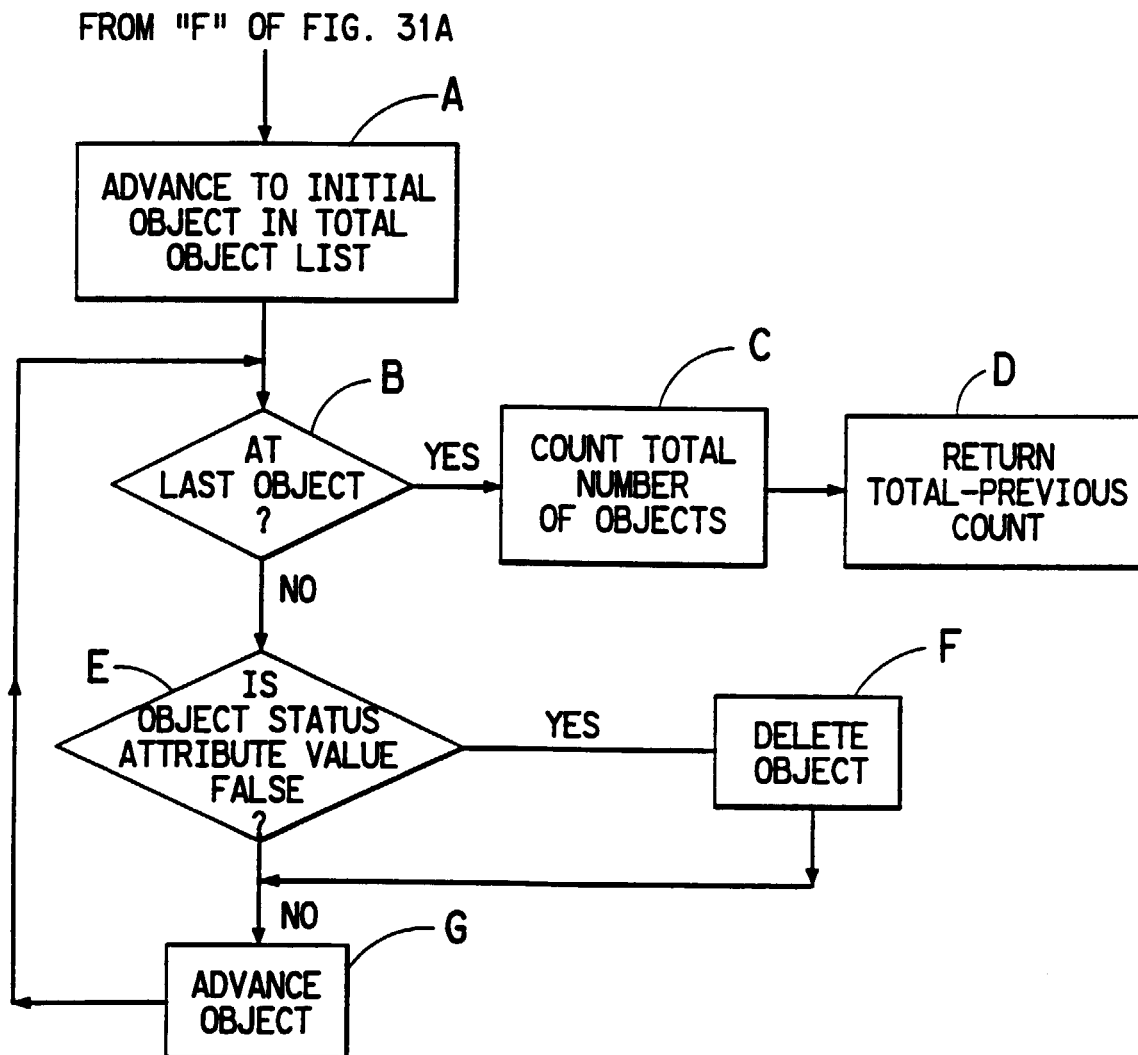 FROM "F" OF FIG. 31A
A
ADVANCE TO INITIAL
OBJECT IN TOTAL
OBJECT LIST
B
AT
LAST OBJECT
?
YES
C
COUNT TOTAL
NUMBER
OF OBJECTS
D
RETURN
TOTAL-PREVIOUS
COUNT
NO
E
IS
OBJECT STATUS
ATTRIBUTE VALUE
FALSE
?
YES
F
DELETE
OBJECT
NO
G
ADVANCE
OBJECT